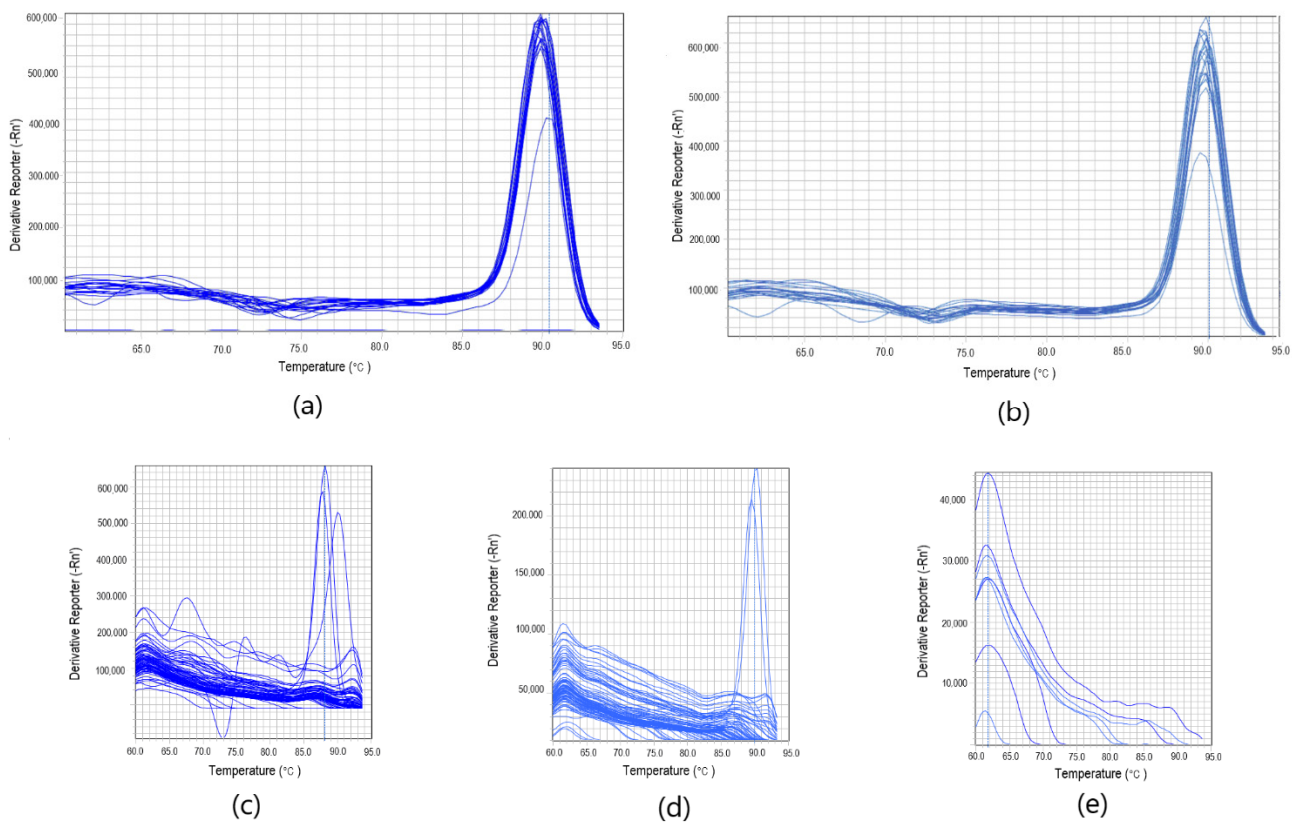 600,000
500,000
400,000
300,000
200,000
100,000
Derivative Reporter (-Rn')
65.0 70.0 75.0 80.0 85.0 90.0 95.0
Temperature (°C )
(a)
600,000
500,000
400,000
300,000
200,000
100,000
Derivative Reporter (-Rn')
65.0 70.0 75.0 80.0 85.0 90.0 95.0
Temperature (°C )
(b)
600,000
500,000
400,000
300,000
200,000
100,000
Derivative Reporter (-Rn')
60.0 65.0 70.0 75.0 80.0 85.0 90.0 95.0
Temperature (°C )
(c)
200,000
150,000
100,000
50,000
Derivative Reporter (-Rn')
60.0 65.0 70.0 75.0 80.0 85.0 90.0 95.0
Temperature (°C )
(d)
40,000
30,000
20,000
10,000
Derivative Reporter (-Rn')
60.0 65.0 70.0 75.0 80.0 85.0 90.0 95.0
Temperature (°C )
(e)